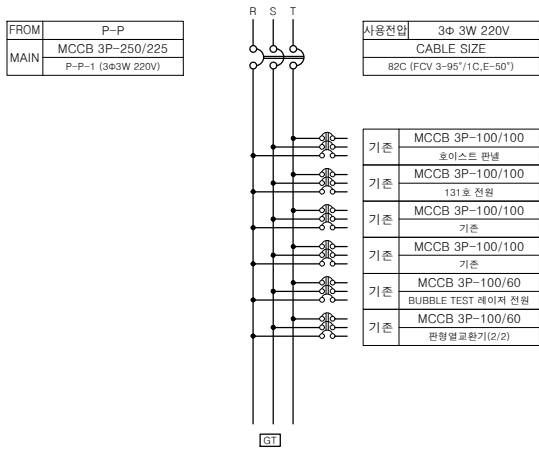 FROM P-P
MAIN MCCB 3P-250/225
P-P-1 (3Φ3W 220V)
R S T
사용전압 3Φ 3W 220V
CABLE SIZE
82C (FCV 3-95°/1C,E-50°)
기존 MCCB 3P-100/100
호이스트 판넬
기존 MCCB 3P-100/100
131호 전원
기존 MCCB 3P-100/100
기존
기존 MCCB 3P-100/100
기존
기존 MCCB 3P-100/60
BUBBLE TEST 레이저 전원
기존 MCCB 3P-100/60
판형열교환기(2/2)
GT